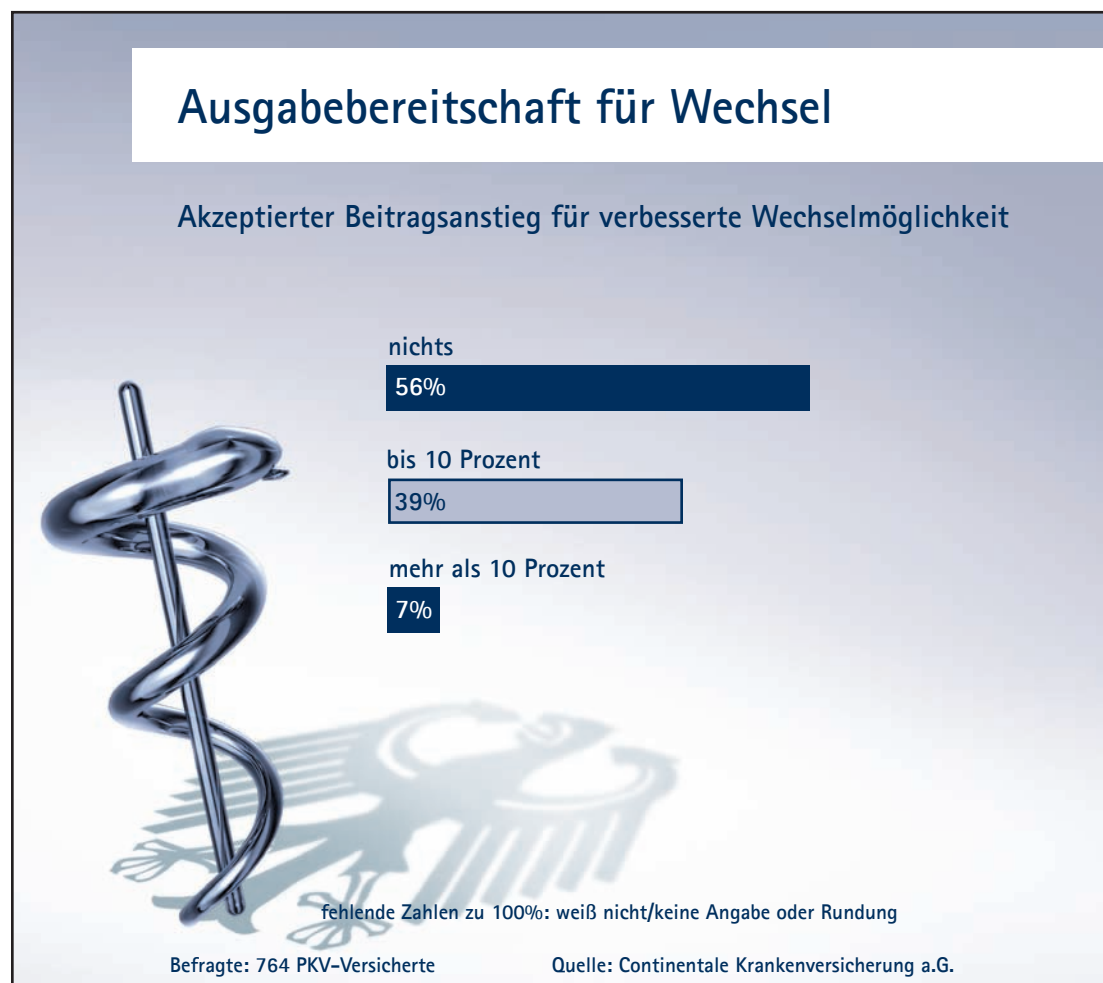 Ausgabebereitschaft für Wechsel
Akzeptierter Beitragsanstieg für verbesserte Wechselmöglichkeit
nichts
56%
bis 10 Prozent
39%
mehr als 10 Prozent
7%
fehlende Zahlen zu 100%: weiß nicht/keine Angabe oder Rundung
Befragte: 764 PKV-Versicherte Quelle: Continentale Krankenversicherung a.G.